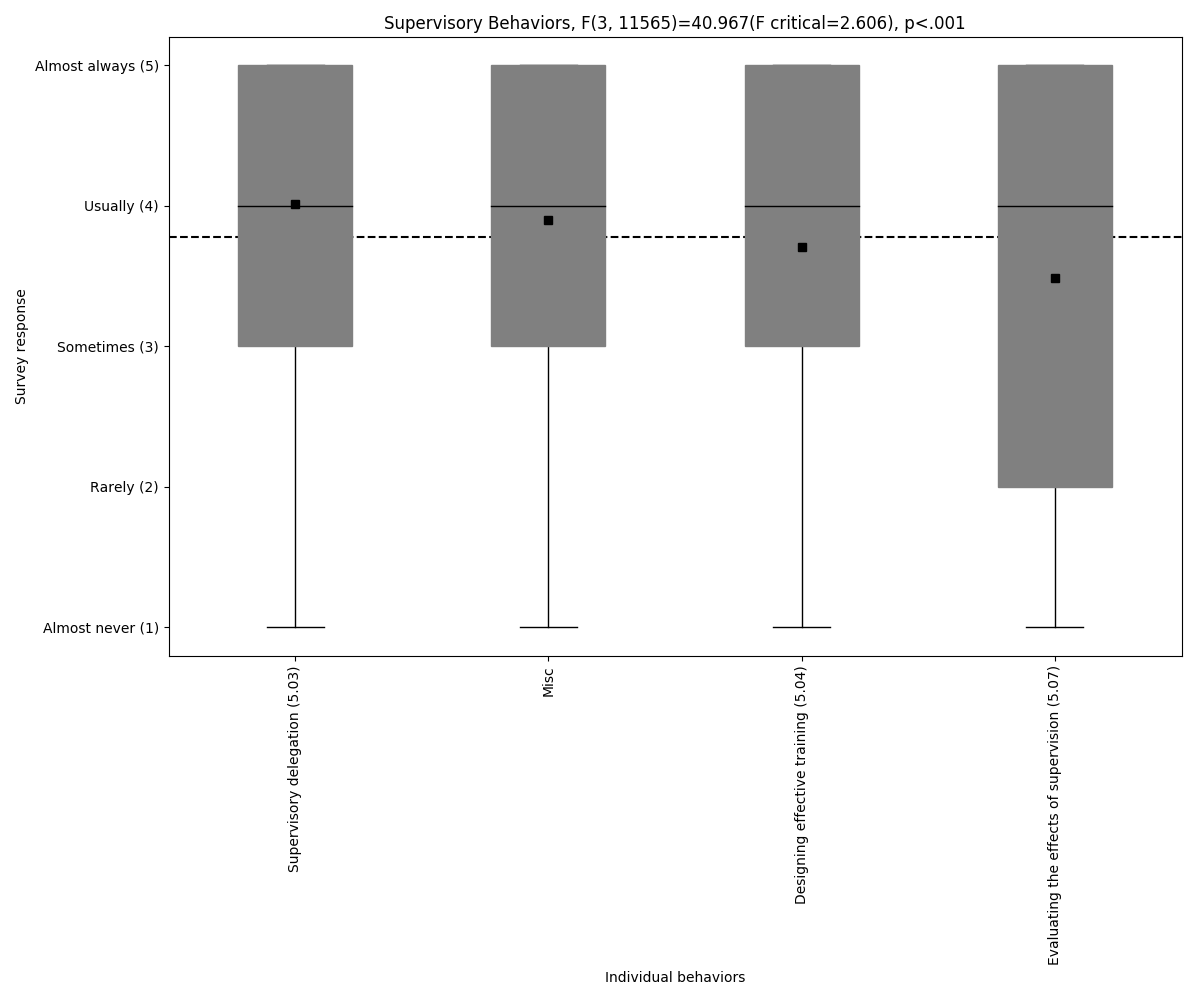 Supervisory Behaviors, F(3, 11565)=40.967(F critical=2.606), p<.001
Almost always (5)
Usually (4)
Sometimes (3)
Rarely (2)
Almost never (1)
Survey response
Supervisory delegation (5.03)
Misc
Designing effective training (5.04)
Evaluating the effects of supervision (5.07)
Individual behaviors